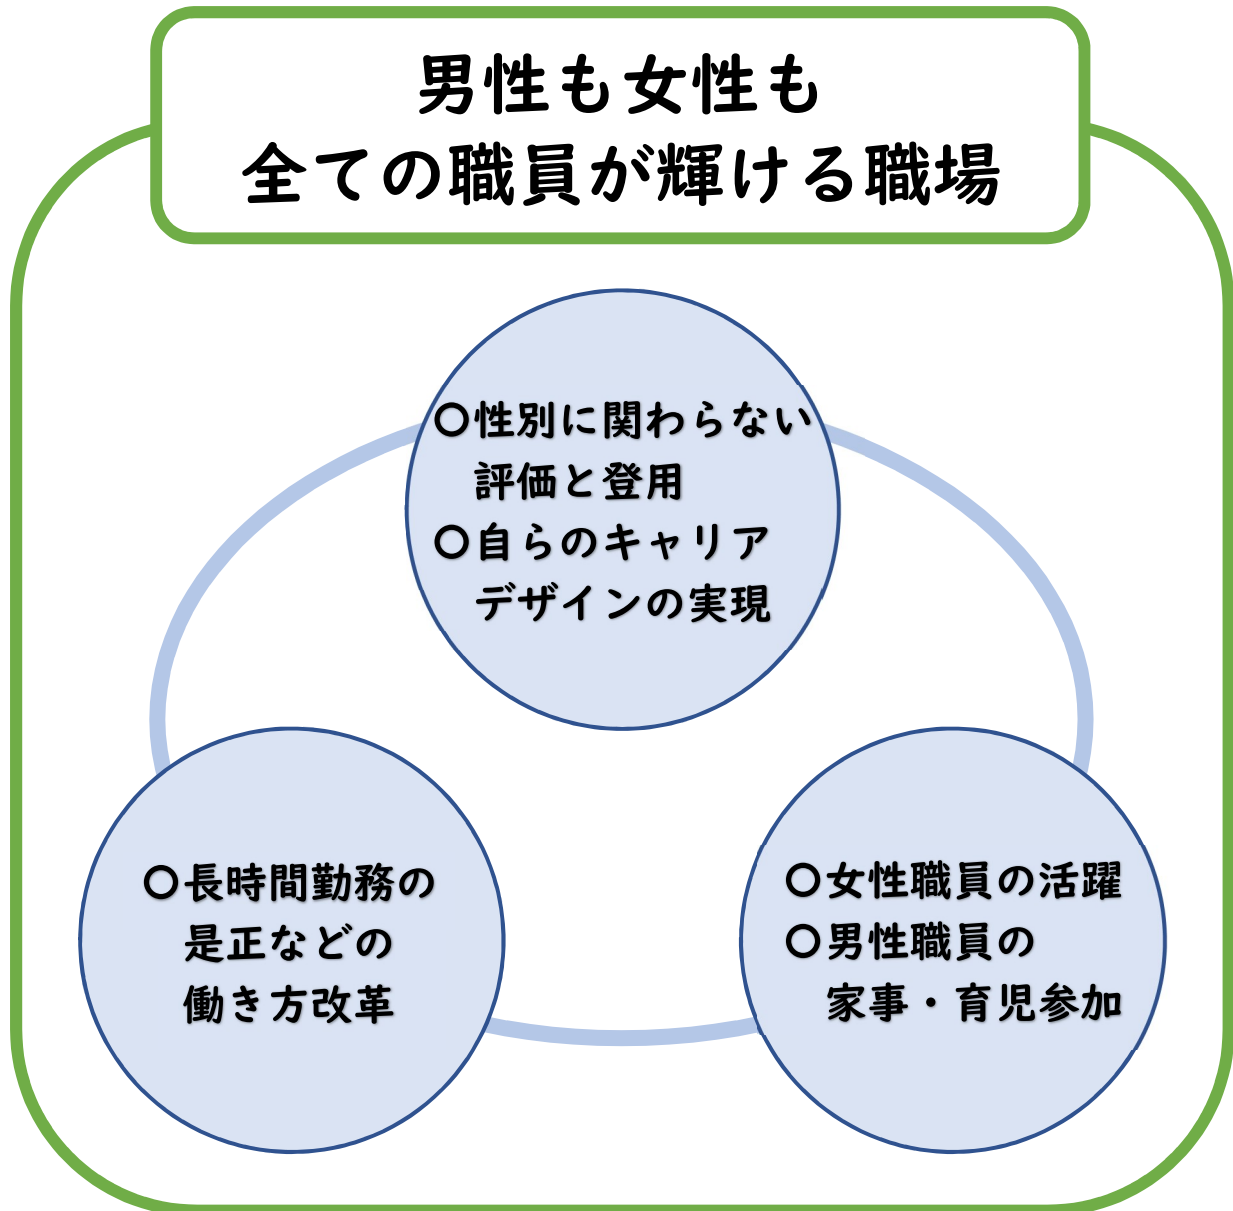 男性も女性も
全ての職員が輝ける職場
〇性別に関わらない
評価と登用
〇自らのキャリア
デザインの実現
〇長時間勤務の
是正などの
働き方改革
〇女性職員の活躍
〇男性職員の
家事・育児参加